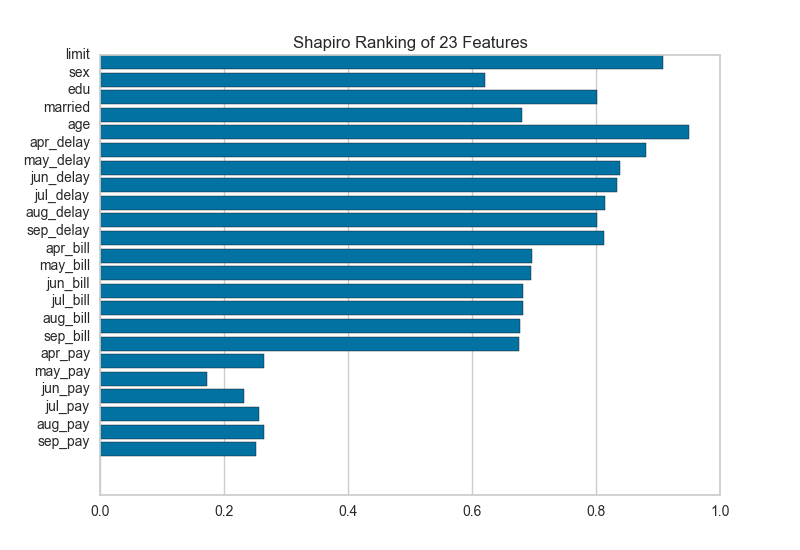 Shapiro Ranking of 23 Features
limit
sex
edu
married
age
apr_delay
may_delay
jun_delay
jul_delay
aug_delay
sep_delay
apr_bill
may_bill
jun_bill
jul_bill
aug_bill
sep_bill
apr_pay
may_pay
jun_pay
jul_pay
aug_pay
sep_pay
0.0 0.2 0.4 0.6 0.8 1.0